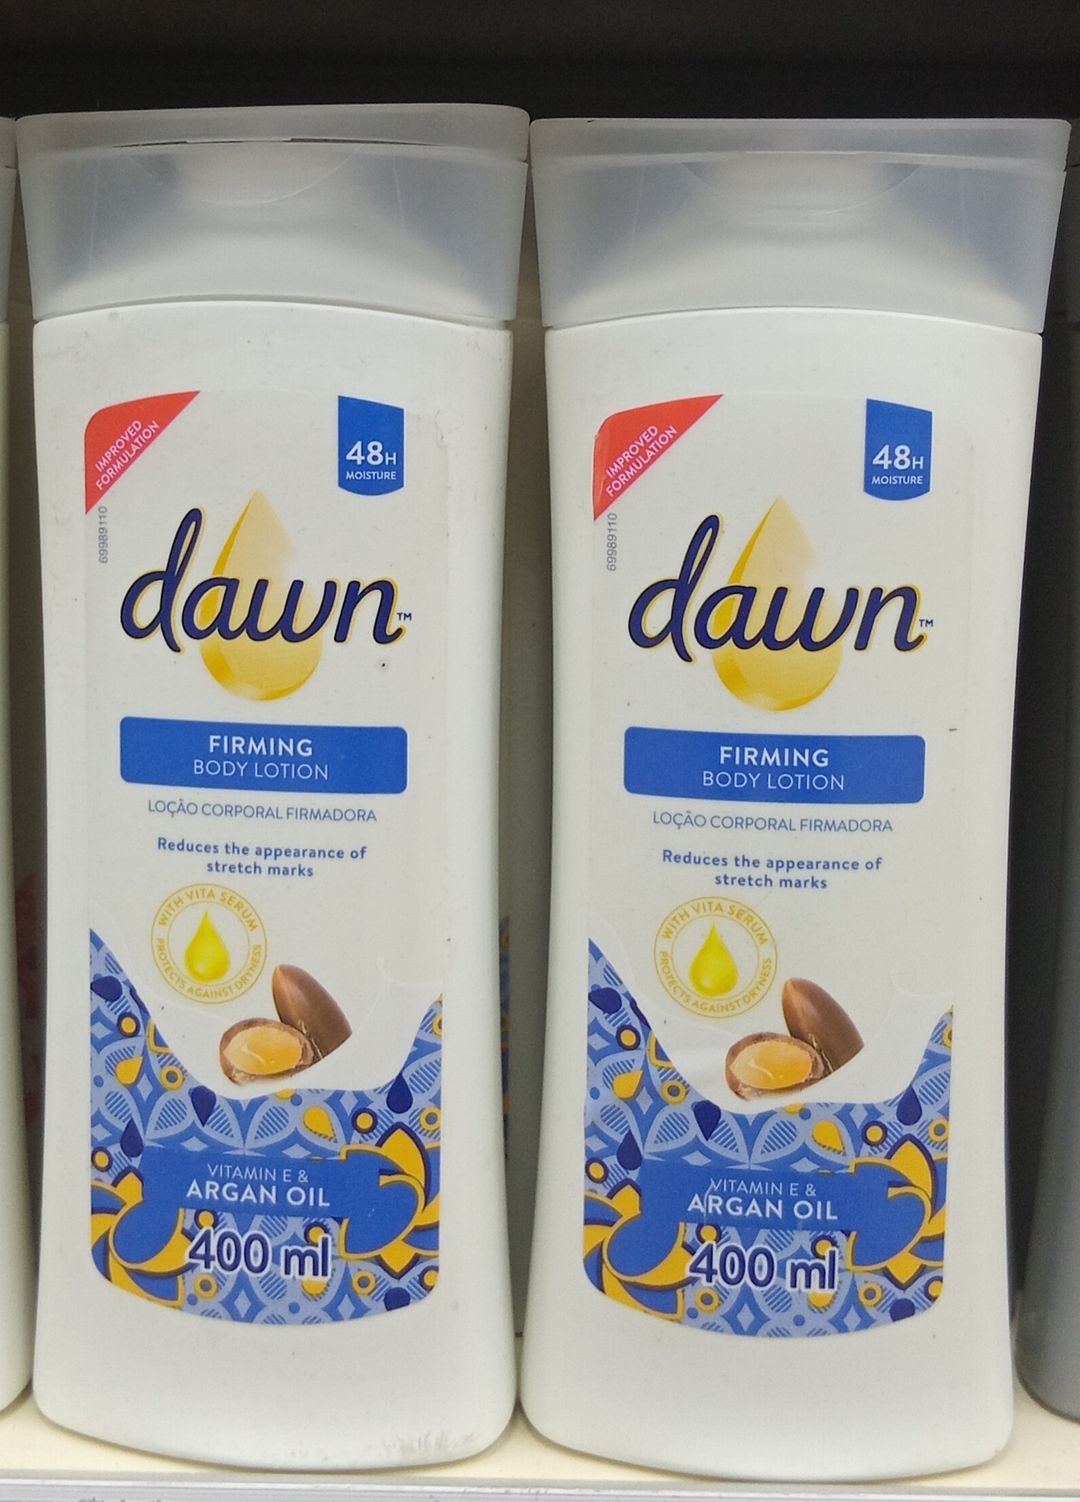 IMPROVED
FORMULATION
48H
MOISTURE
69989110
dawn™
FIRMING
BODY LOTION
LOÇÃO CORPORAL FIRMADORA
Reduces the appearance of
stretch marks
WITH VITA SERUM
PROTECTS AGAINST DRYNESS
VITAMIN E &
ARGAN OIL
400 ml
IMPROVED
FORMULATION
48H
MOISTURE
69989110
dawn™
FIRMING
BODY LOTION
LOÇÃO CORPORAL FIRMADORA
Reduces the appearance of
stretch marks
WITH VITA SERUM
PROTECTS AGAINST DRYNESS
VITAMIN E &
ARGAN OIL
400 ml